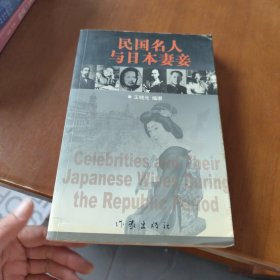 民国名人
与日本妻妾
编著
Celebrities and Their
Japanese Wives During
the Republic Period
作家出版社